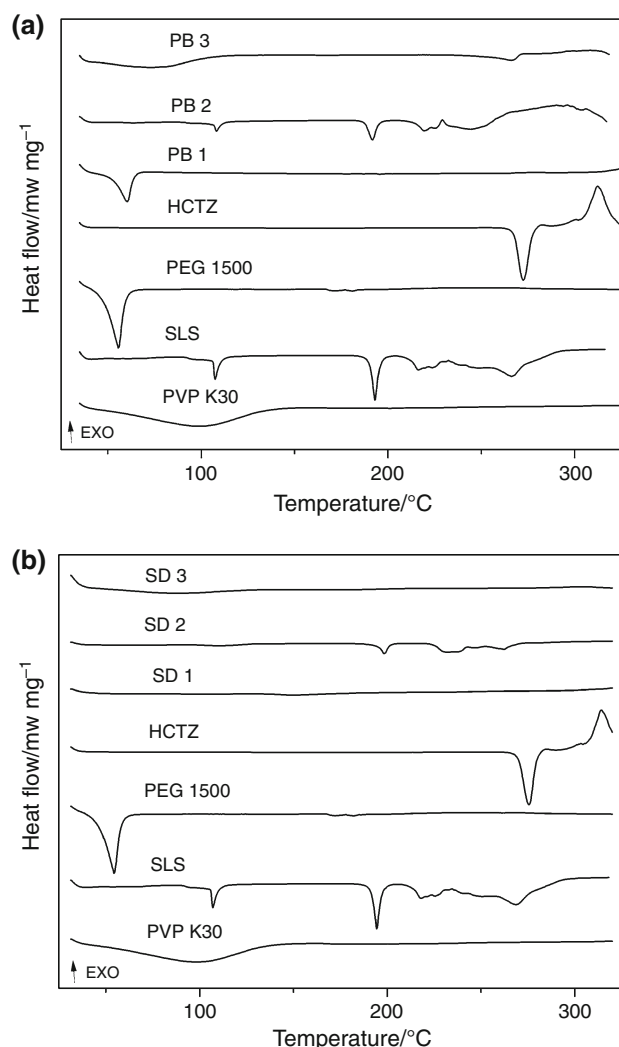 (a)
PB 3
PB 2
PB 1
HCTZ
PEG 1500
SLS
PVP K30
EXO
Heat flow/mw mg⁻¹
100
200
300
Temperature/°C
(b)
SD 3
SD 2
SD 1
HCTZ
PEG 1500
SLS
PVP K30
EXO
Heat flow/mw mg⁻¹
100
200
300
Temperature/°C